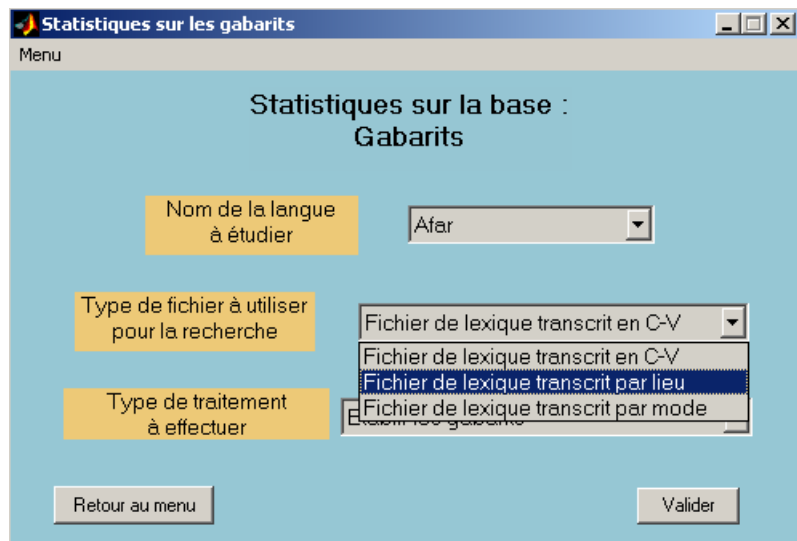 Statistiques sur les gabarits
Menu
Statistiques sur la base :
Gabarits
Nom de la langue
à étudier
Afar
Type de fichier à utiliser
pour la recherche
Fichier de lexique transcrit en C-V
Fichier de lexique transcrit en C-V
Fichier de lexique transcrit par lieu
Fichier de lexique transcrit par mode
Type de traitement
à effectuer
Retour au menu
Valider